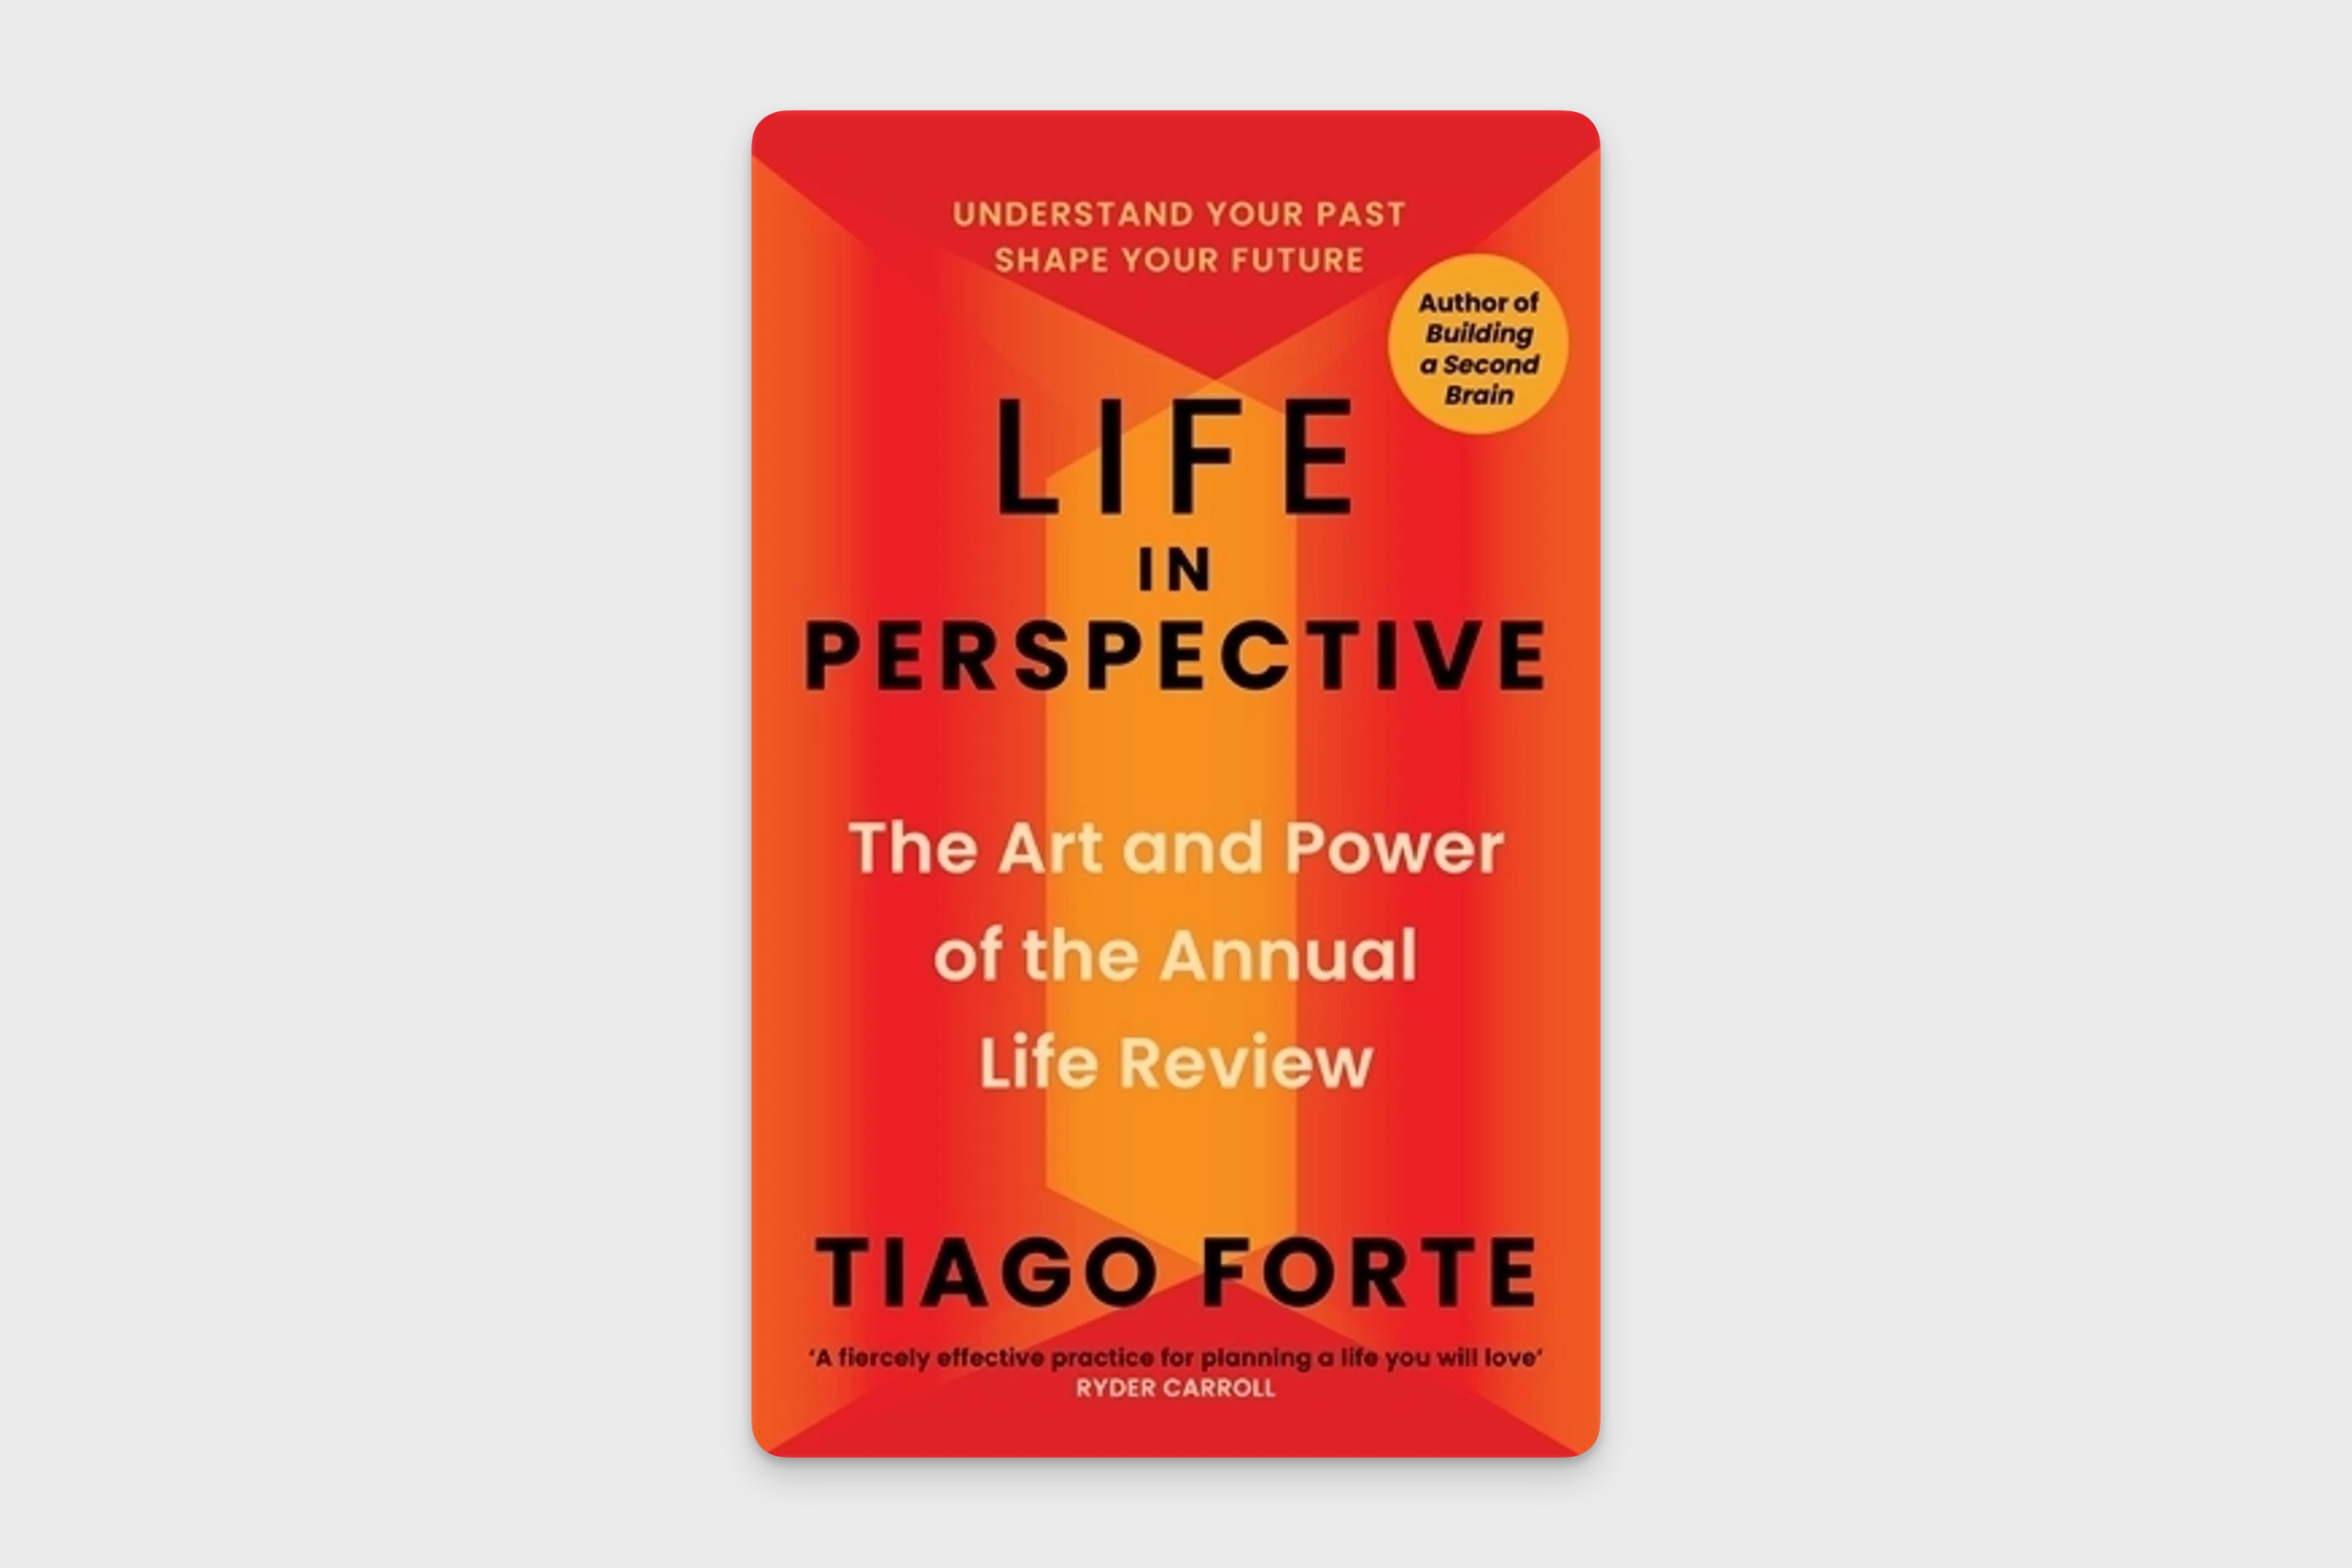 UNDERSTAND YOUR PAST
SHAPE YOUR FUTURE
Author of
Building
a Second
Brain
LIFE
IN
PERSPECTIVE
The Art and Power
of the Annual
Life Review
TIAGO FORTE
‘A fiercely effective practice for planning a life you will love‘
RYDER CARROLL